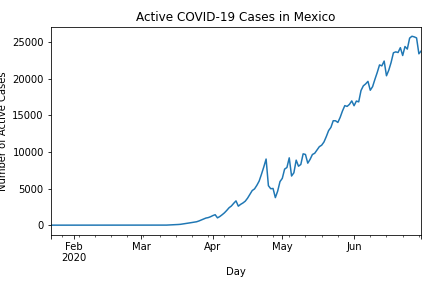 Active COVID-19 Cases in Mexico
Number of Active Cases
25000
20000
15000
10000
5000
0
Feb
2020
Mar
Apr
May
Jun
Day